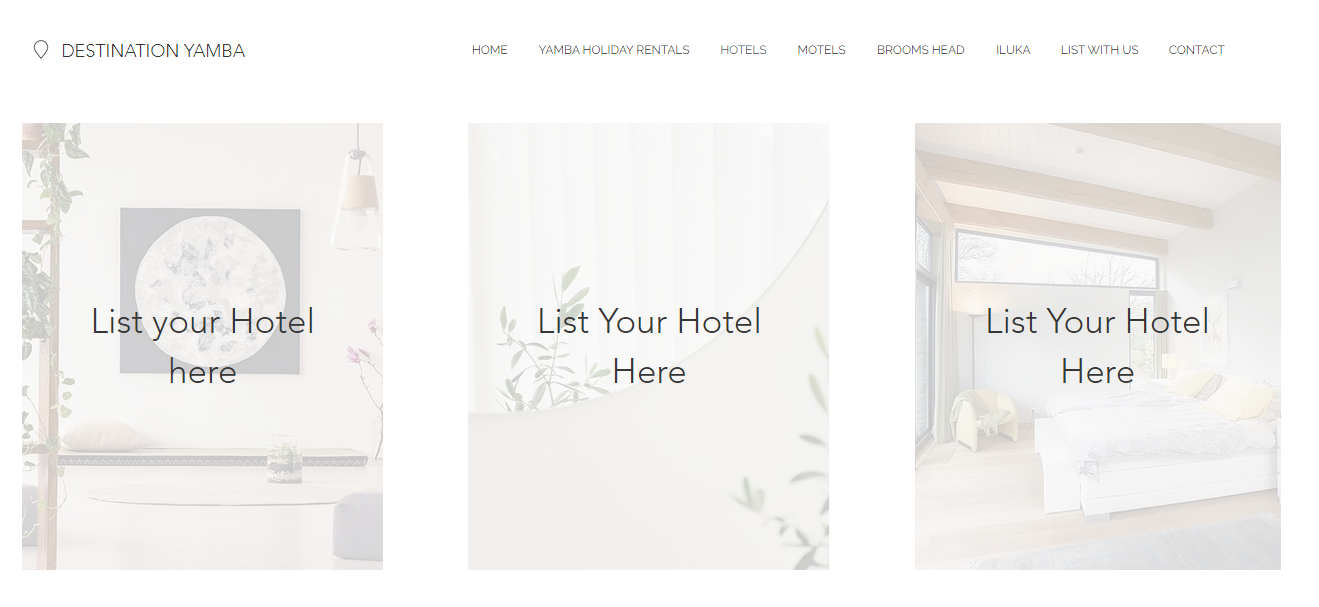 DESTINATION YAMBA
HOME YAMBA HOLIDAY RENTALS HOTELS MOTELS BROOMS HEAD ILUKA LIST WITH US CONTACT
List your Hotel
here
List Your Hotel
Here
List Your Hotel
Here